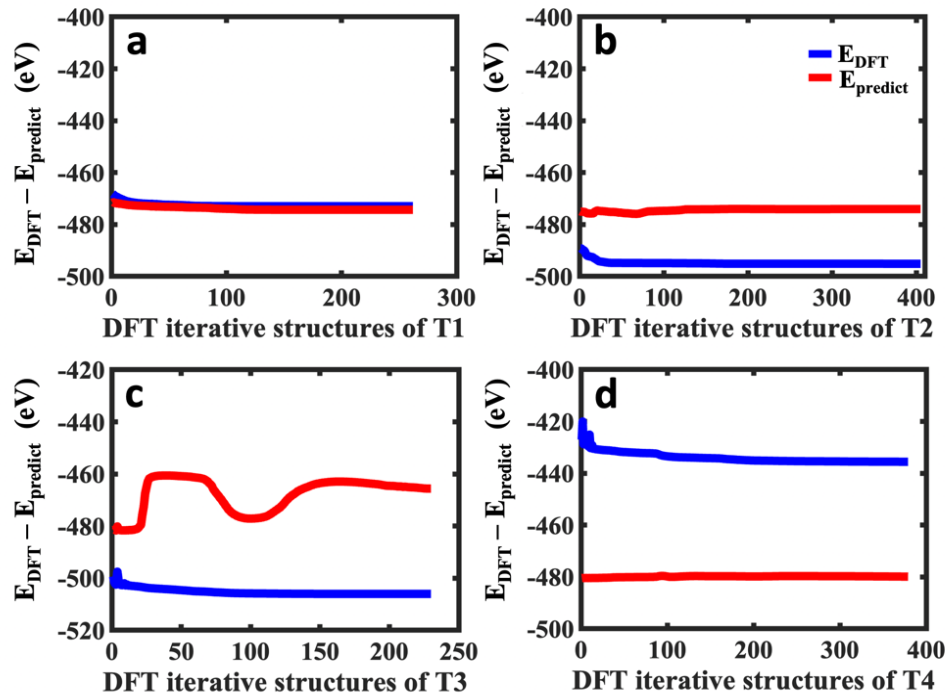 a
-400
-420
-440
-460
-480
-500
0 100 200 300
E_DFT − E_predict (eV)
DFT iterative structures of T1
b
E_DFT
E_predict
-400
-420
-440
-460
-480
-500
0 100 200 300 400
E_DFT − E_predict (eV)
DFT iterative structures of T2
c
-420
-440
-460
-480
-500
-520
0 50 100 150 200 250
E_DFT − E_predict (eV)
DFT iterative structures of T3
d
-400
-420
-440
-460
-480
-500
0 100 200 300 400
E_DFT − E_predict (eV)
DFT iterative structures of T4